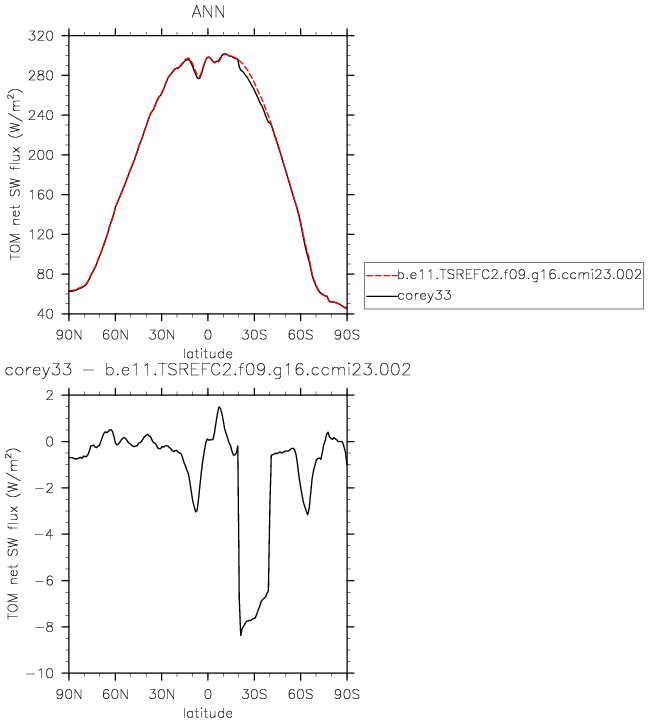 ANN
320
280
240
200
160
120
80
40
TOM net SW flux (W/m²)
90N 60N 30N 0 30S 60S 90S
latitude
b.e11.TSREFC2.f09.g16.ccmi23.002
corey33
corey33 − b.e11.TSREFC2.f09.g16.ccmi23.002
2
0
−2
−4
−6
−8
−10
TOM net SW flux (W/m²)
90N 60N 30N 0 30S 60S 90S
latitude